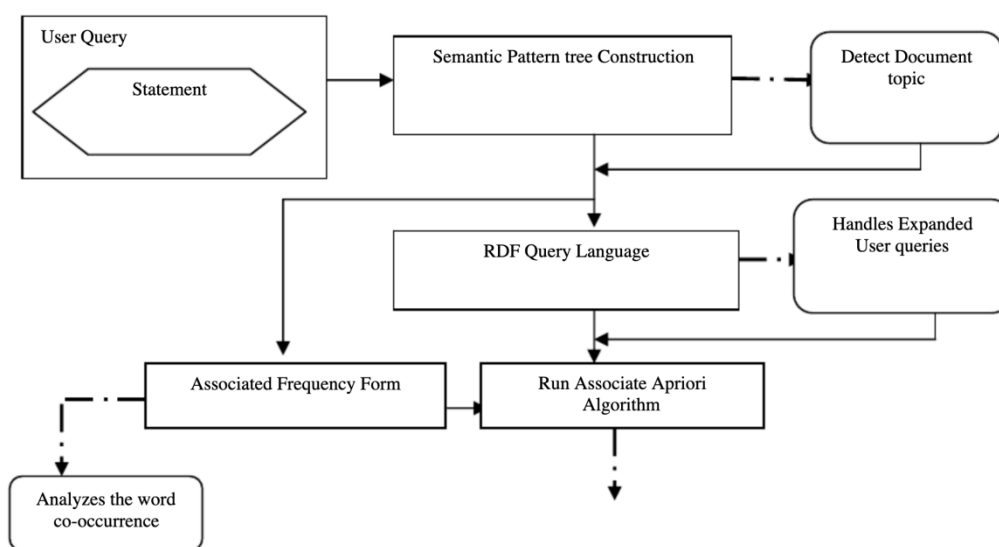 User Query
Statement
Semantic Pattern tree Construction
Detect Document
topic
RDF Query Language
Handles Expanded
User queries
Associated Frequency Form
Run Associate Apriori
Algorithm
Analyzes the word
co-occurrence